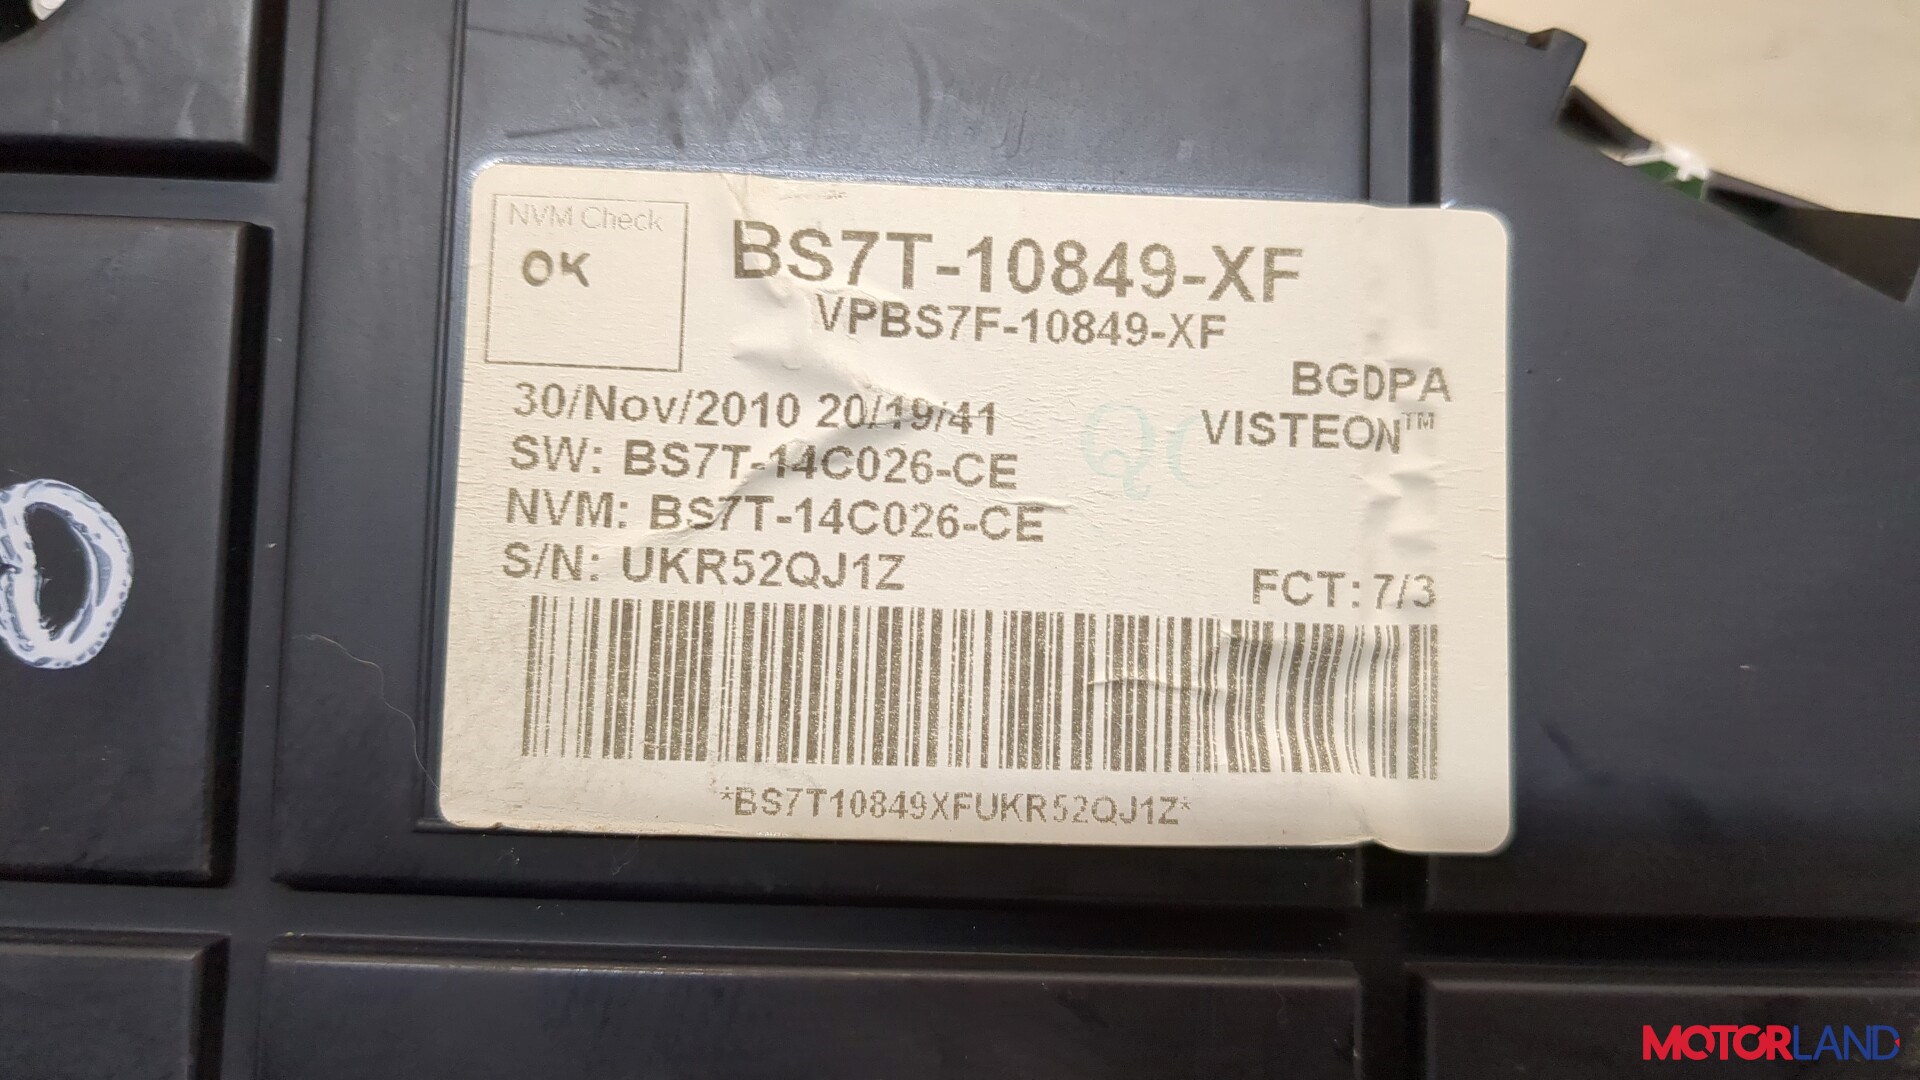 NVM Check
OK
BS7T-10849-XF
VPBS7F-10849-XF
BGDPA
30/Nov/2010 20/19/41
VISTEON™
SW: BS7T-14C026-CE
NVM: BS7T-14C026-CE
S/N: UKR52QJ1Z
FCT: 7/3
*BS7T10849XFUKR52QJ1Z*
MOTORLAND